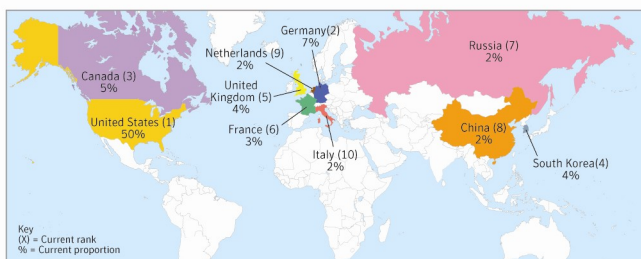 Germany(2)
7%
Netherlands (9)
2%
Russia (7)
2%
Canada (3)
5%
United
Kingdom (5)
4%
United States (1)
50%
France (6)
3%
China (8)
2%
Italy (10)
2%
South Korea(4)
4%
Key
(X) = Current rank
% = Current proportion